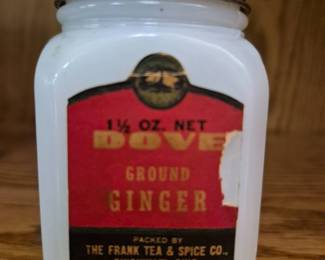 1½ OZ. NET
DOVE
GROUND
GINGER
PACKED BY
THE FRANK TEA & SPICE CO.,